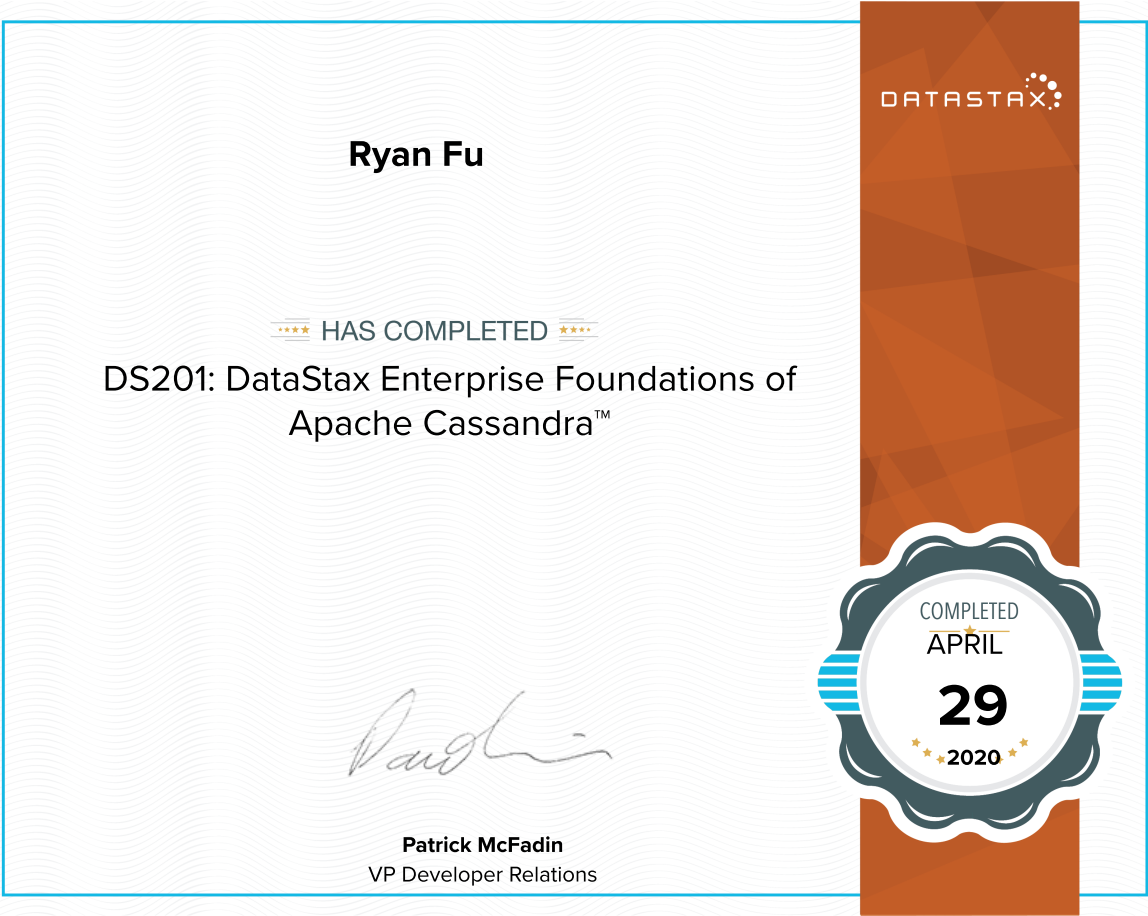 DATASTAX
Ryan Fu
HAS COMPLETED
DS201: DataStax Enterprise Foundations of
Apache Cassandra™
COMPLETED
APRIL
29
2020
Patrick McFadin
VP Developer Relations